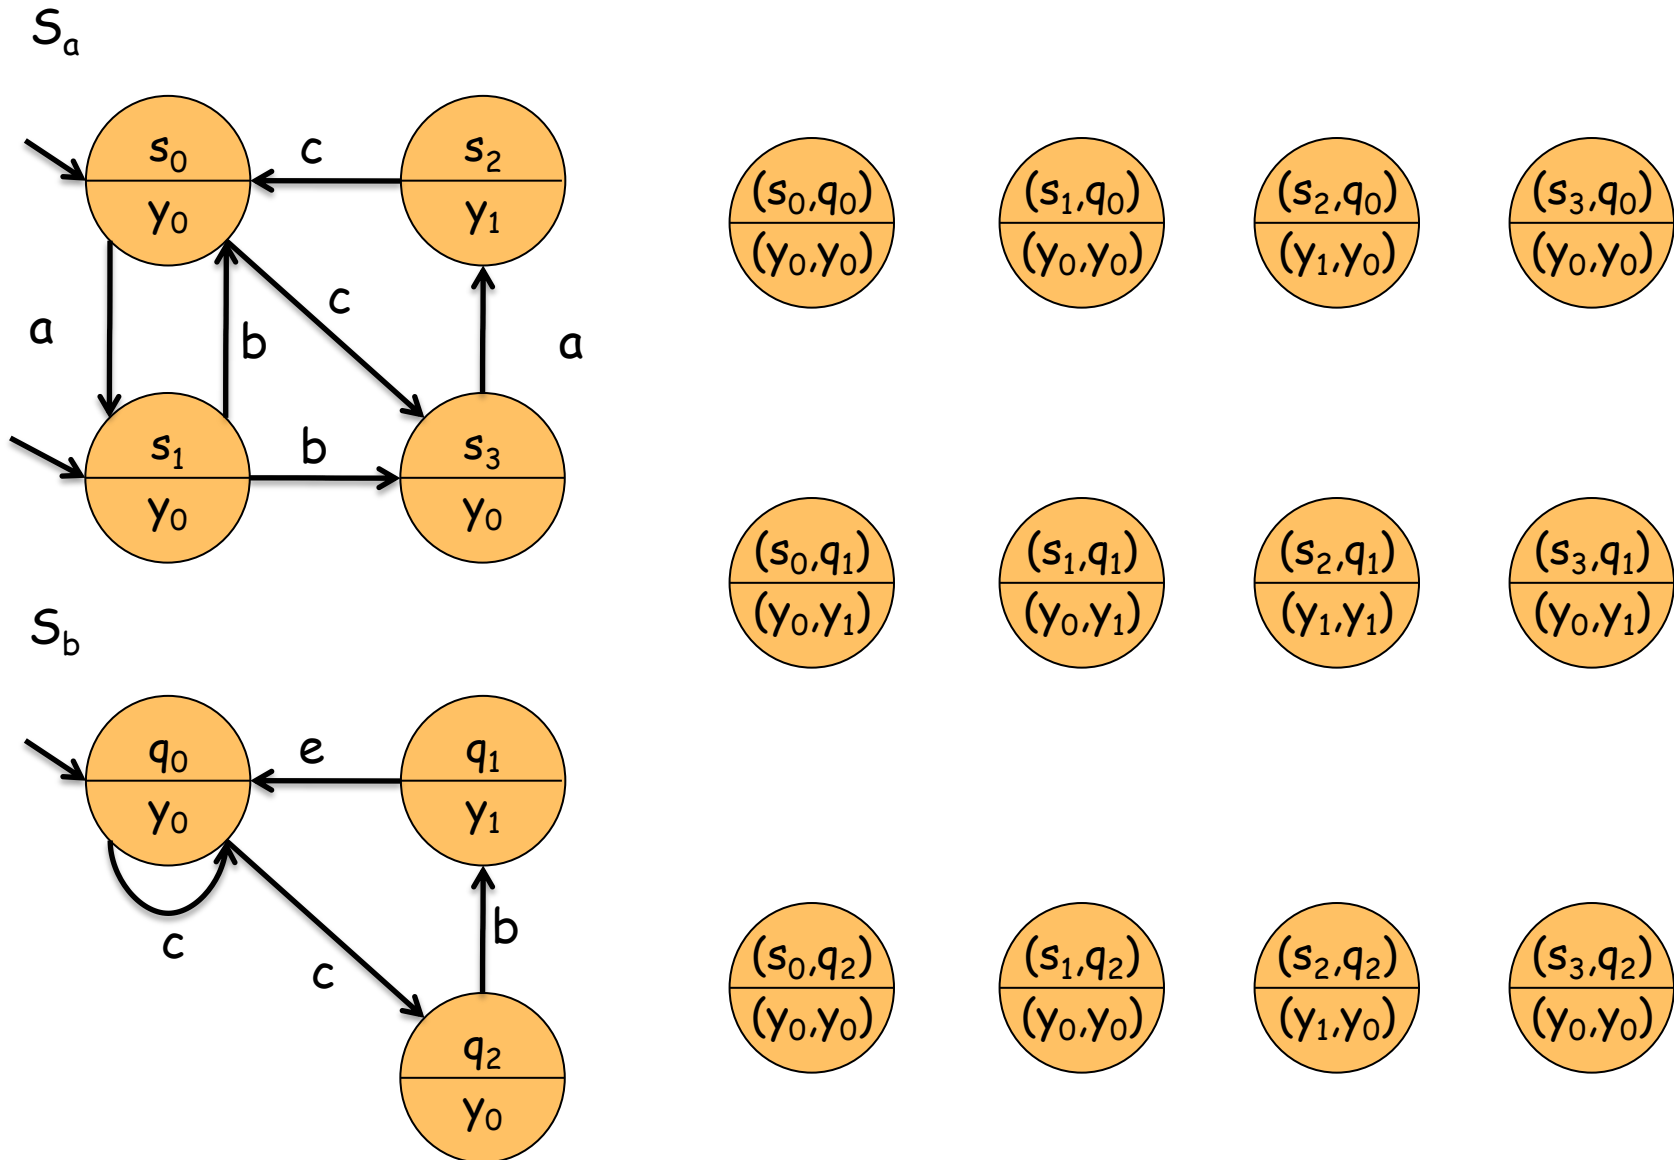 Sₐ
s₀
y₀
c
s₂
y₁
a
b
c
a
s₁
y₀
b
s₃
y₀
S_b
q₀
y₀
e
q₁
y₁
c
c
b
q₂
y₀
(s₀,q₀) (s₁,q₀) (s₂,q₀) (s₃,q₀)
(y₀,y₀) (y₀,y₀) (y₁,y₀) (y₀,y₀)
(s₀,q₁) (s₁,q₁) (s₂,q₁) (s₃,q₁)
(y₀,y₁) (y₀,y₁) (y₁,y₁) (y₀,y₁)
(s₀,q₂) (s₁,q₂) (s₂,q₂) (s₃,q₂)
(y₀,y₀) (y₀,y₀) (y₁,y₀) (y₀,y₀)